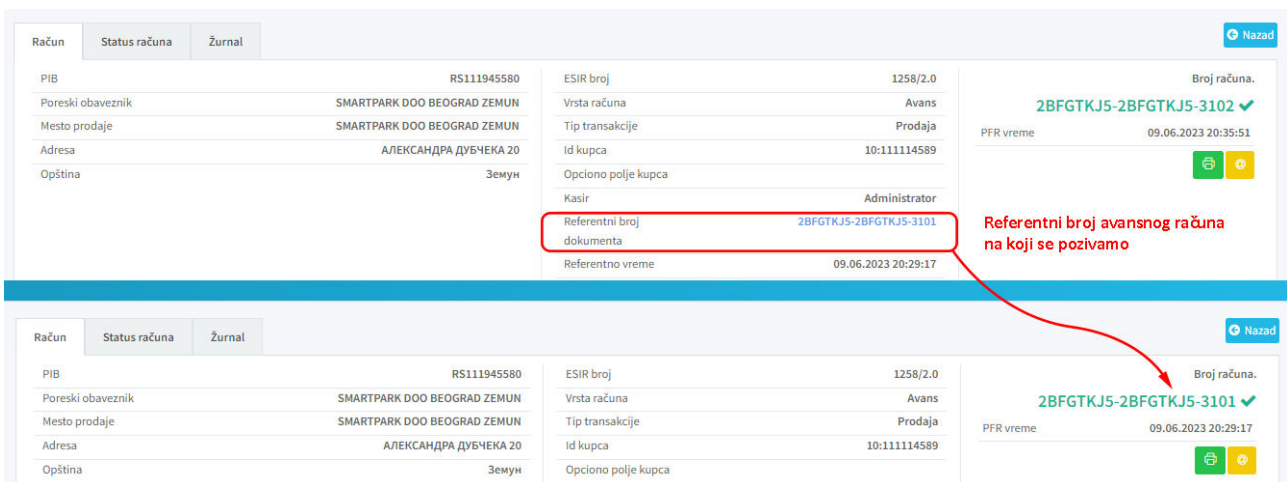 Račun Status računa Žurnal Nazad
PIB RS111945580 ESIR broj 1258/2.0 Broj računa.
Poreski obaveznik SMARTPARK DOO BEOGRAD ZEMUN Vrsta računa Avans 2BFGTKJ5-2BFGTKJ5-3102
Mesto prodaje SMARTPARK DOO BEOGRAD ZEMUN Tip transakcije Prodaja PFR vreme 09.06.2023 20:35:51
Adresa АЛЕКСАНДРА ДУБЧЕКА 20 Id kupca 10:111114589
Opština Земун Opciono polje kupca
Kasir Administrator
Referentni broj 2BFGTKJ5-2BFGTKJ5-3101 Referentni broj avansnog računa
dokumenta na koji se pozivamo
Referentno vreme 09.06.2023 20:29:17
Račun Status računa Žurnal Nazad
PIB RS111945580 ESIR broj 1258/2.0 Broj računa.
Poreski obaveznik SMARTPARK DOO BEOGRAD ZEMUN Vrsta računa Avans 2BFGTKJ5-2BFGTKJ5-3101
Mesto prodaje SMARTPARK DOO BEOGRAD ZEMUN Tip transakcije Prodaja PFR vreme 09.06.2023 20:29:17
Adresa АЛЕКСАНДРА ДУБЧЕКА 20 Id kupca 10:111114589
Opština Земун Opciono polje kupca